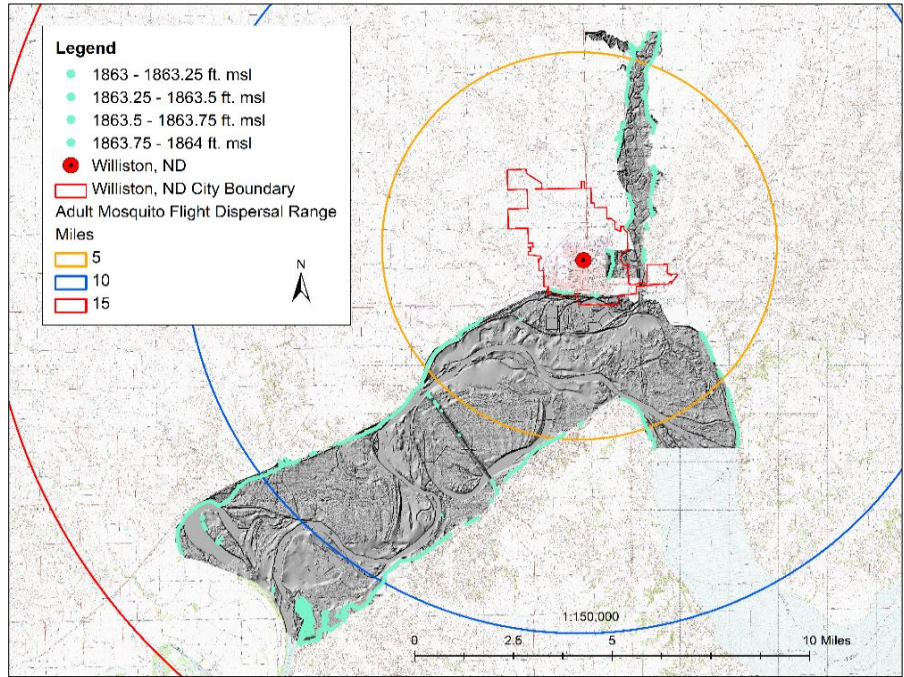 Legend
1863 - 1863.25 ft. msl
1863.25 - 1863.5 ft. msl
1863.5 - 1863.75 ft. msl
1863.75 - 1864 ft. msl
Williston, ND
Williston, ND City Boundary
Adult Mosquito Flight Dispersal Range
Miles
5
10
15
N
1:150,000
0 2.5 5 10 Miles